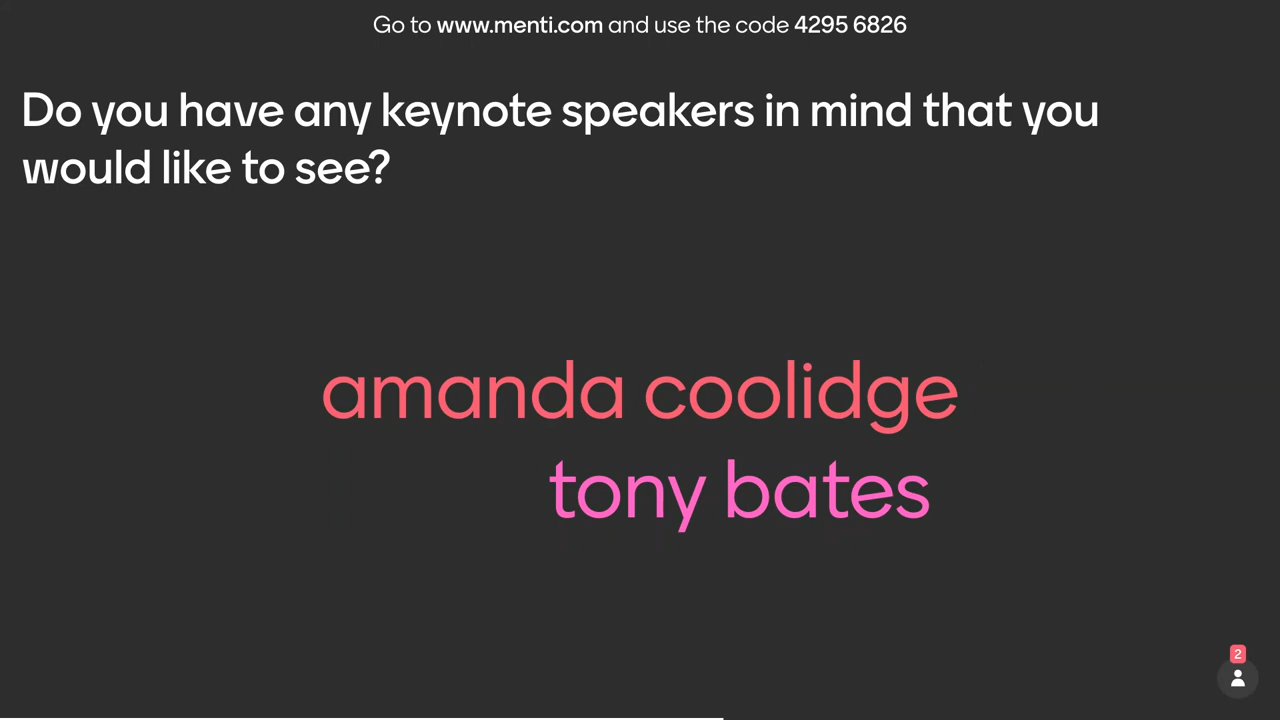 Go to www.menti.com and use the code 4295 6826
Do you have any keynote speakers in mind that you
would like to see?
amanda coolidge
tony bates
2